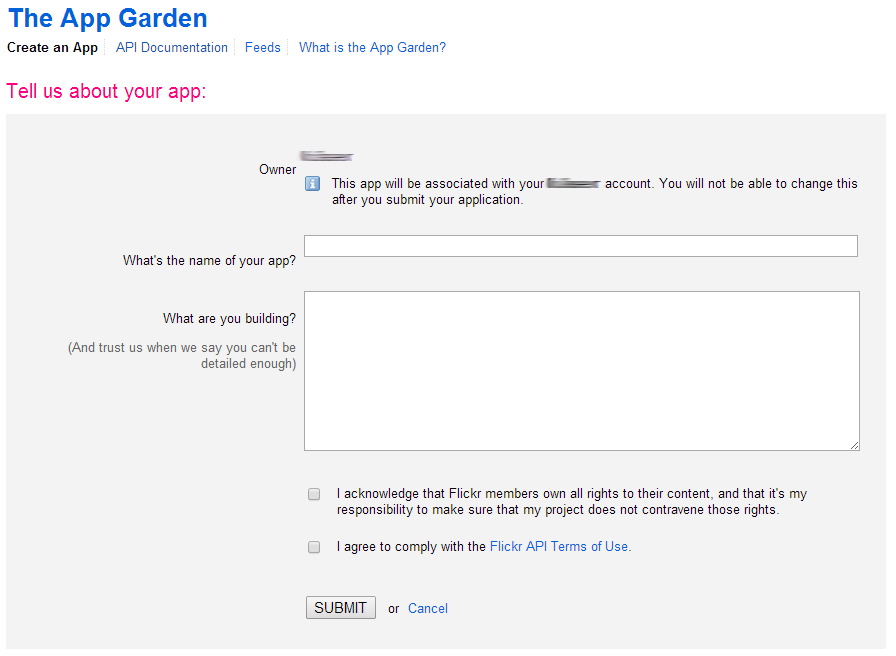 The App Garden
Create an App API Documentation Feeds What is the App Garden?
Tell us about your app:
Owner
This app will be associated with your account. You will not be able to change this
after you submit your application.
What's the name of your app?
What are you building?
(And trust us when we say you can't be
detailed enough)
I acknowledge that Flickr members own all rights to their content, and that it's my
responsibility to make sure that my project does not contravene those rights.
I agree to comply with the Flickr API Terms of Use.
SUBMIT or Cancel